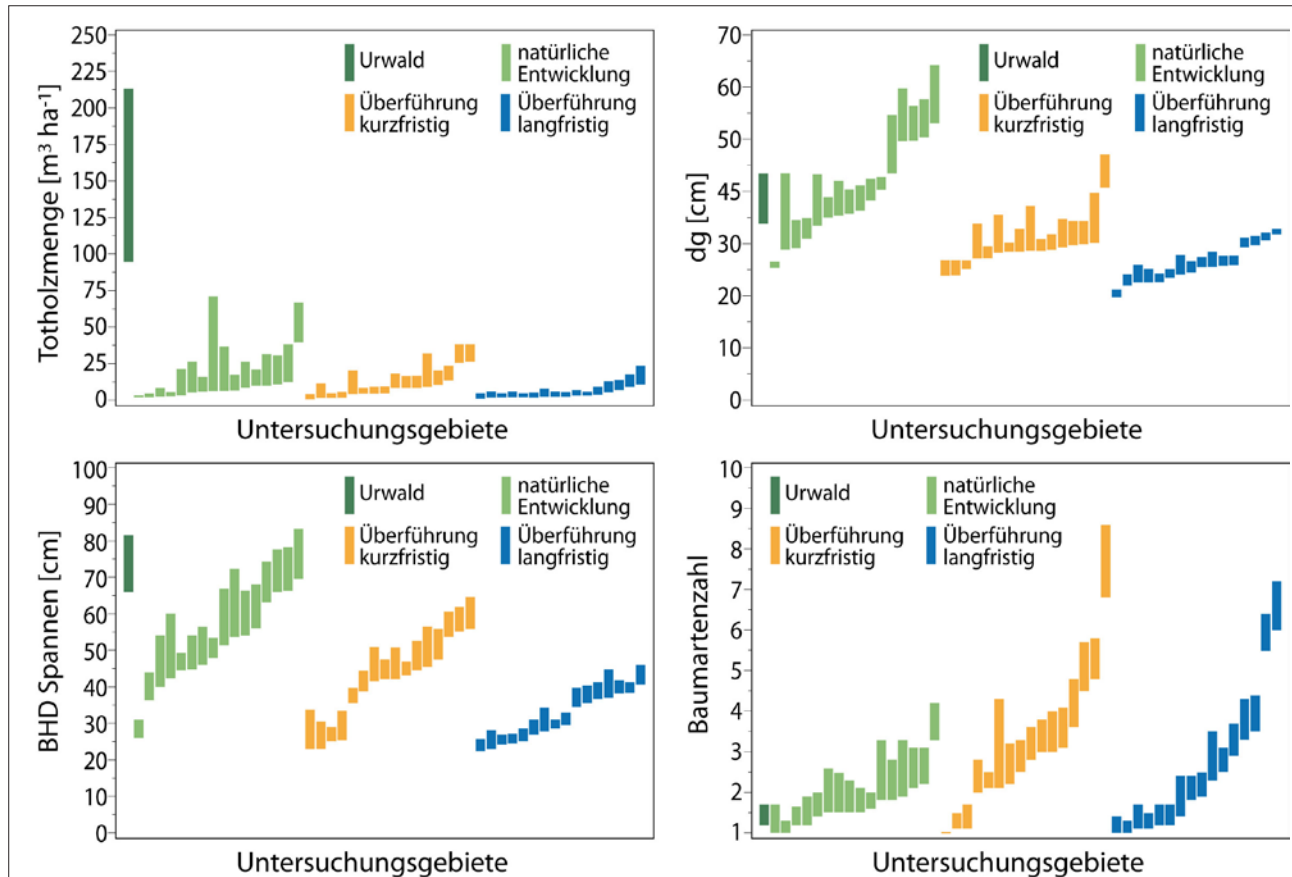 250
225
200
175
150
125
100
75
50
25
0
Totholzmenge [m³ ha⁻¹]
Urwald
natürliche
Entwicklung
Überführung
kurzfristig
Überführung
langfristig
Untersuchungsgebiete
70
60
50
45
30
20
0
dg [cm]
Urwald
natürliche
Entwicklung
Überführung
kurzfristig
Überführung
langfristig
Untersuchungsgebiete
100
90
80
70
60
50
40
30
20
10
0
BHD Spannen [cm]
Urwald
natürliche
Entwicklung
Überführung
kurzfristig
Überführung
langfristig
Untersuchungsgebiete
10
9
8
7
6
5
4
3
2
1
Baumartenzahl
Urwald
natürliche
Entwicklung
Überführung
kurzfristig
Überführung
langfristig
Untersuchungsgebiete